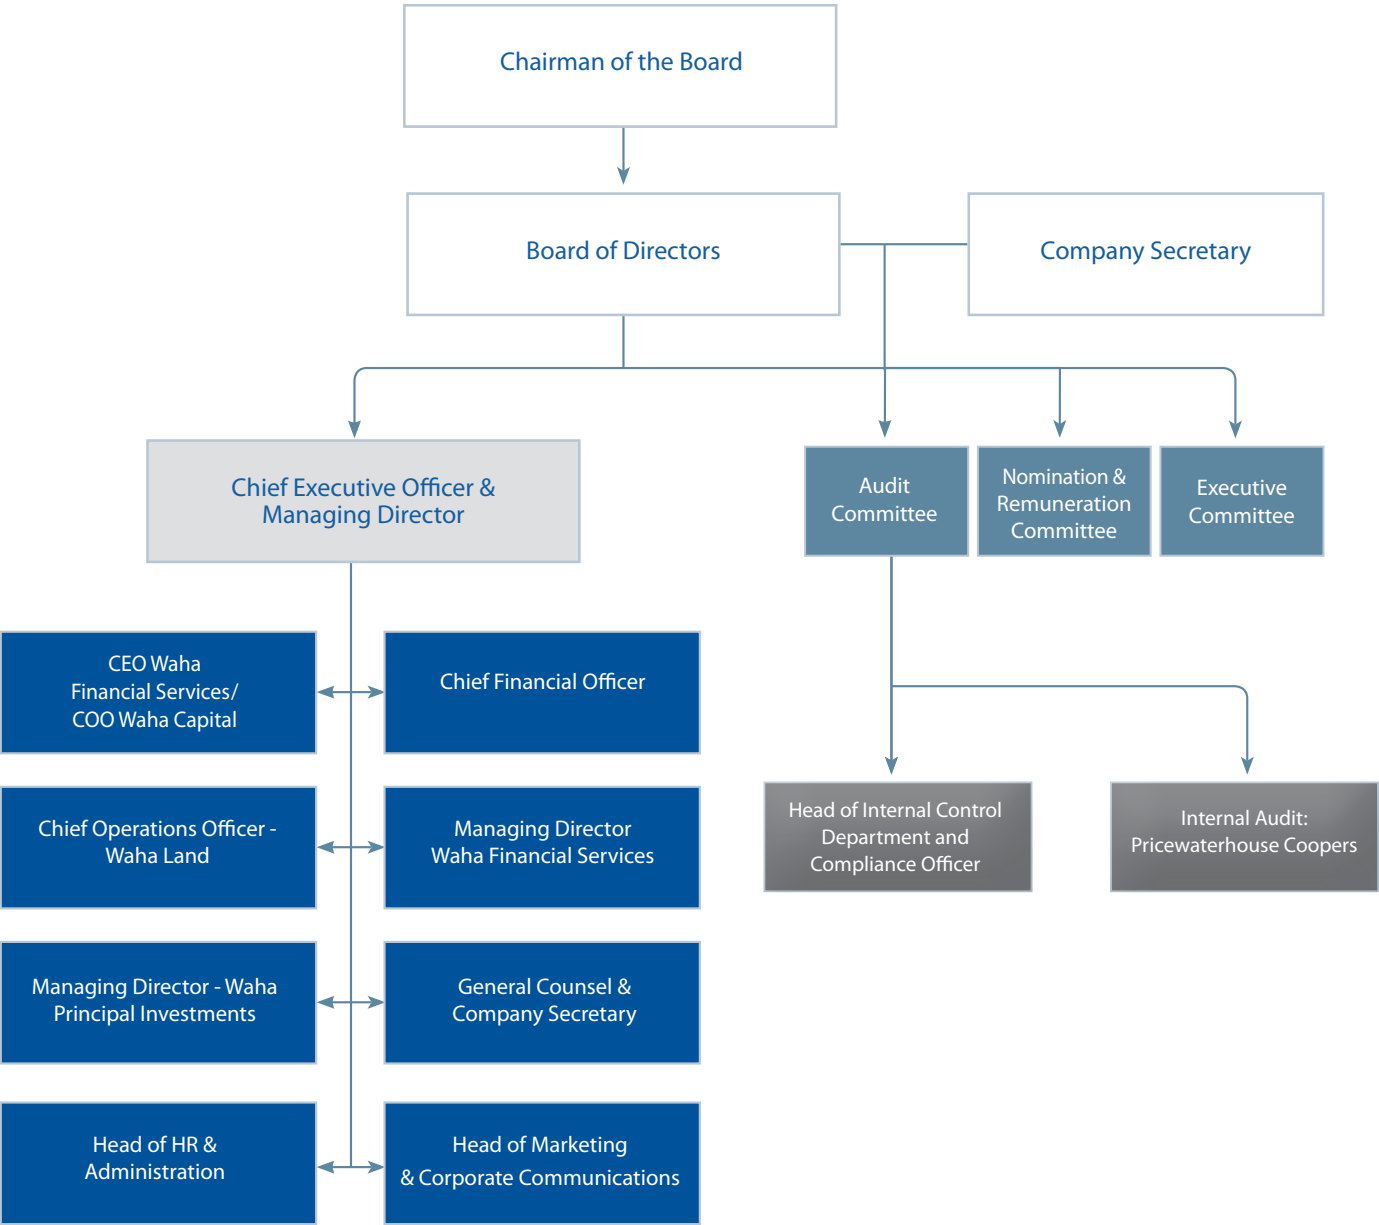 Chairman of the Board
Board of Directors
Company Secretary
Chief Executive Officer &
Managing Director
Audit
Committee
Nomination &
Remuneration
Committee
Executive
Committee
CEO Waha
Financial Services/
COO Waha Capital
Chief Financial Officer
Chief Operations Officer -
Waha Land
Managing Director
Waha Financial Services
Head of Internal Control
Department and
Compliance Officer
Internal Audit:
Pricewaterhouse Coopers
Managing Director - Waha
Principal Investments
General Counsel &
Company Secretary
Head of HR &
Administration
Head of Marketing
& Corporate Communications